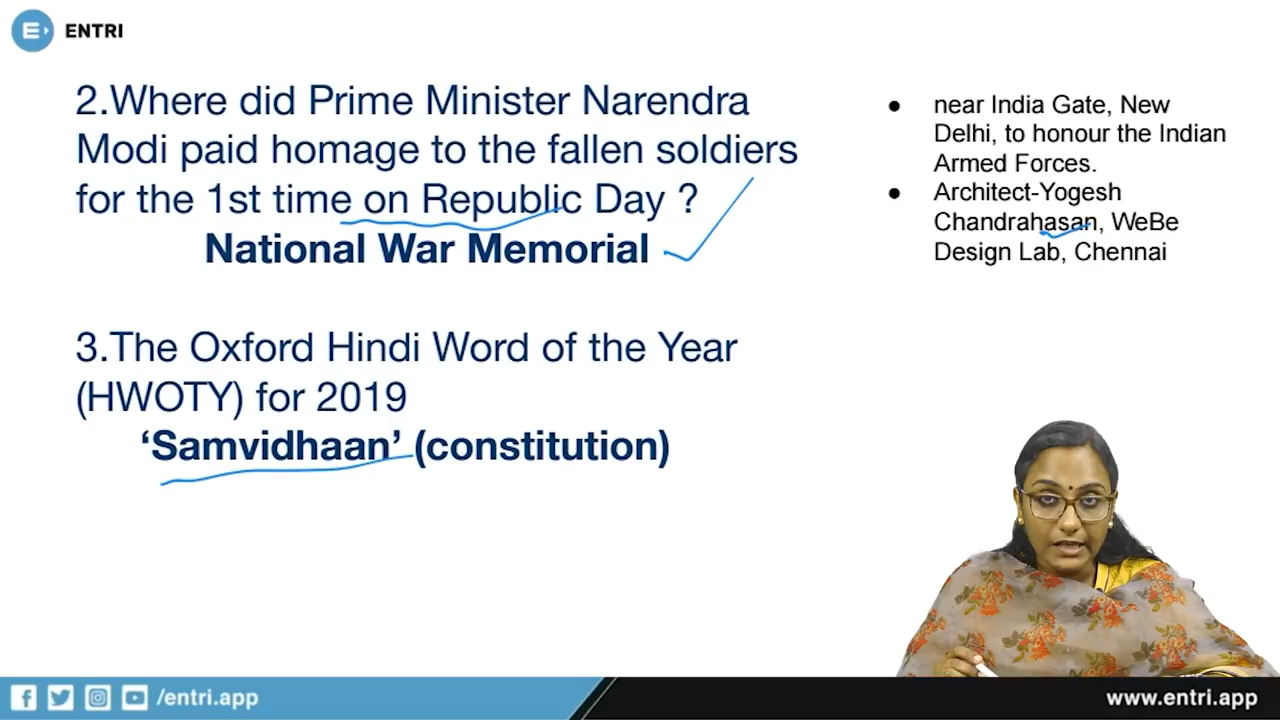 ENTRI
2.Where did Prime Minister Narendra
Modi paid homage to the fallen soldiers
for the 1st time on Republic Day ?
National War Memorial
● near India Gate, New
Delhi, to honour the Indian
Armed Forces.
● Architect-Yogesh
Chandrahasan, WeBe
Design Lab, Chennai
3.The Oxford Hindi Word of the Year
(HWOTY) for 2019
‘Samvidhaan’ (constitution)
/entri.app
www.entri.app